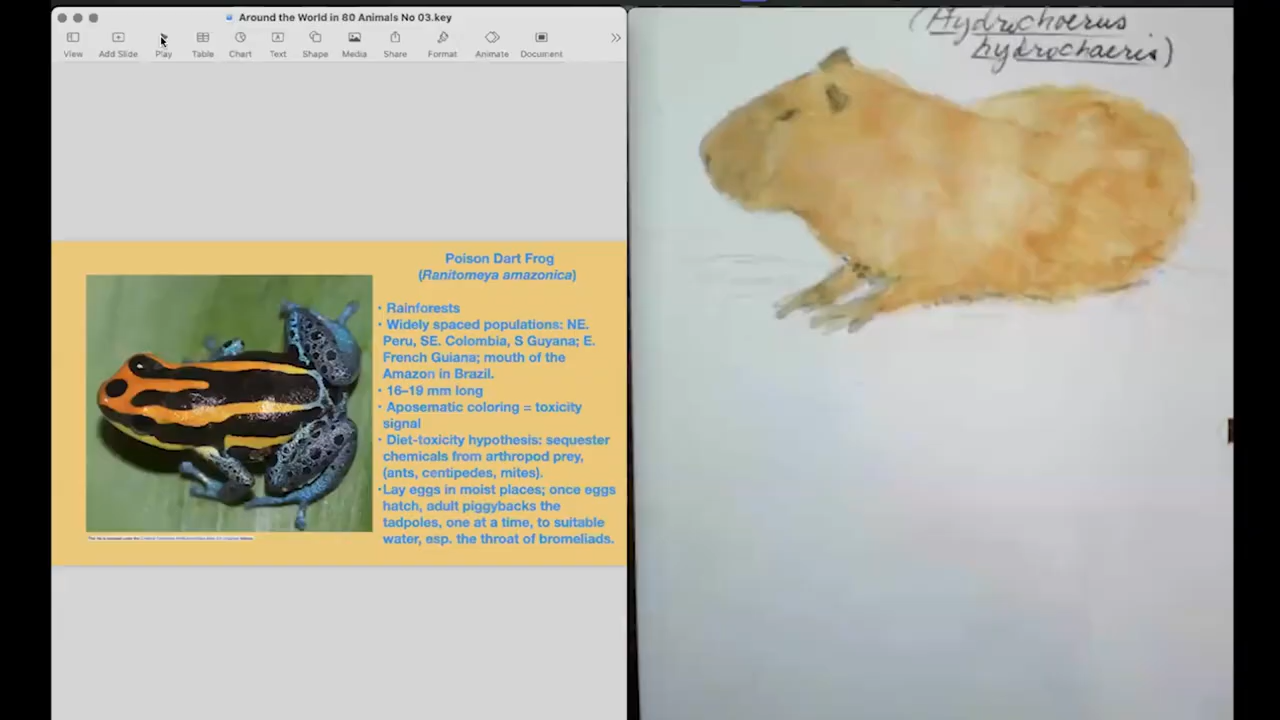 Around the World in 80 Animals No 03.key
View
Add Slide
Play
Table
Chart
Text
Shape
Media
Share
Format
Animate
Document
Poison Dart Frog
(Ranitomeya amazonica)
· Rainforests
· Widely spaced populations: NE.
Peru, SE. Colombia, S Guyana; E.
French Guiana; mouth of the
Amazon in Brazil.
· 16–19 mm long
· Aposematic coloring = toxicity
signal
· Diet-toxicity hypothesis: sequester
chemicals from arthropod prey,
(ants, centipedes, mites).
·Lay eggs in moist places; once eggs
hatch, adult piggybacks the
tadpoles, one at a time, to suitable
water, esp. the throat of bromeliads.
(Hydrochoerus
hydrochaeris)